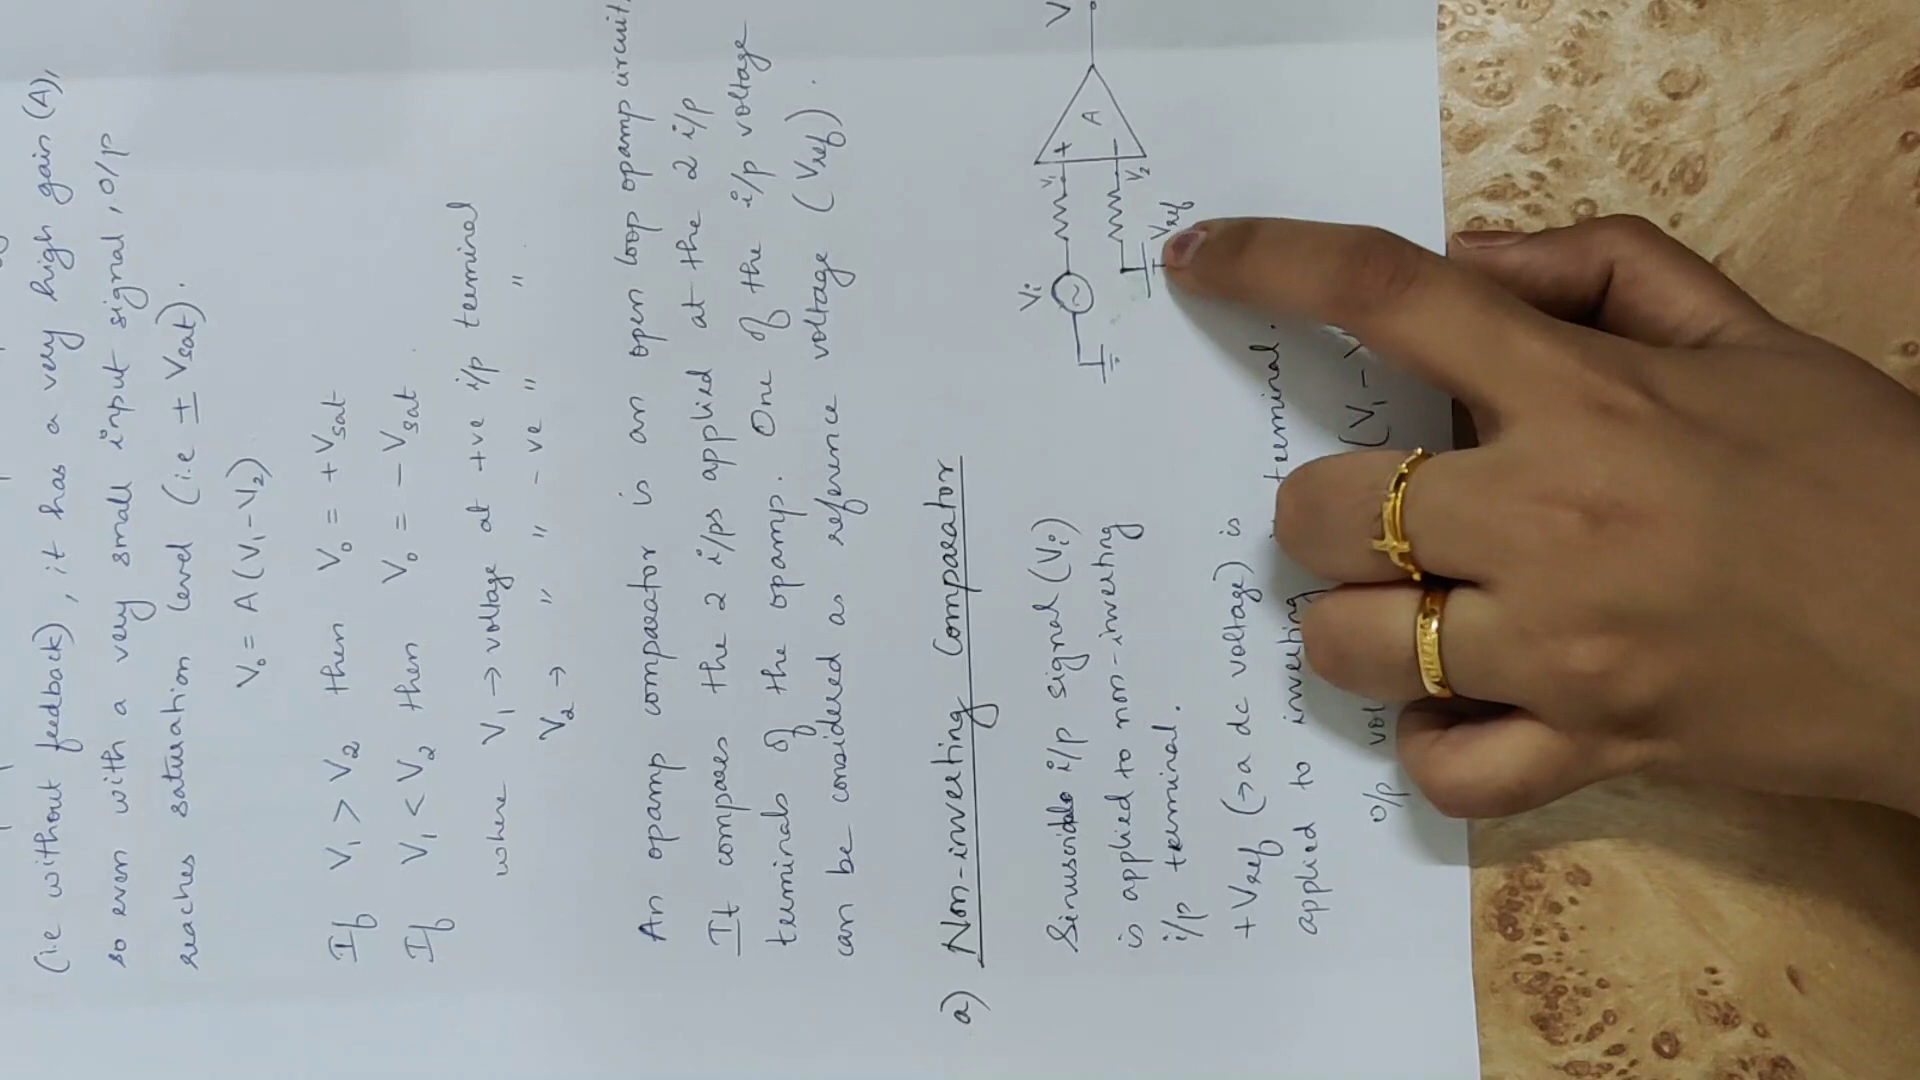 (i.e without feedback), it has a very high gain (A),
so even with a very small input signal, o/p
reaches saturation level (i.e ± Vsat).
Vo = A (V1 - V2)
If V1 > V2 then Vo = + Vsat
If V1 < V2 then Vo = - Vsat
where V1 → voltage at +ve i/p terminal
V2 → " " -ve " "
An opamp comparator is an open loop opamp circuit,
It compares the 2 i/ps applied at the 2 i/p
terminals of the opamp. One of the i/p voltage
can be considered as reference voltage (Vref).
a) Non-inverting Comparator
Sinusoidal i/p signal (Vi)
is applied to non-inverting
i/p terminal.
+Vref (→ a dc voltage) is
applied to inverting terminal.
o/p (V1 -
Vi
V1
+
A
-
V2
Vref
V